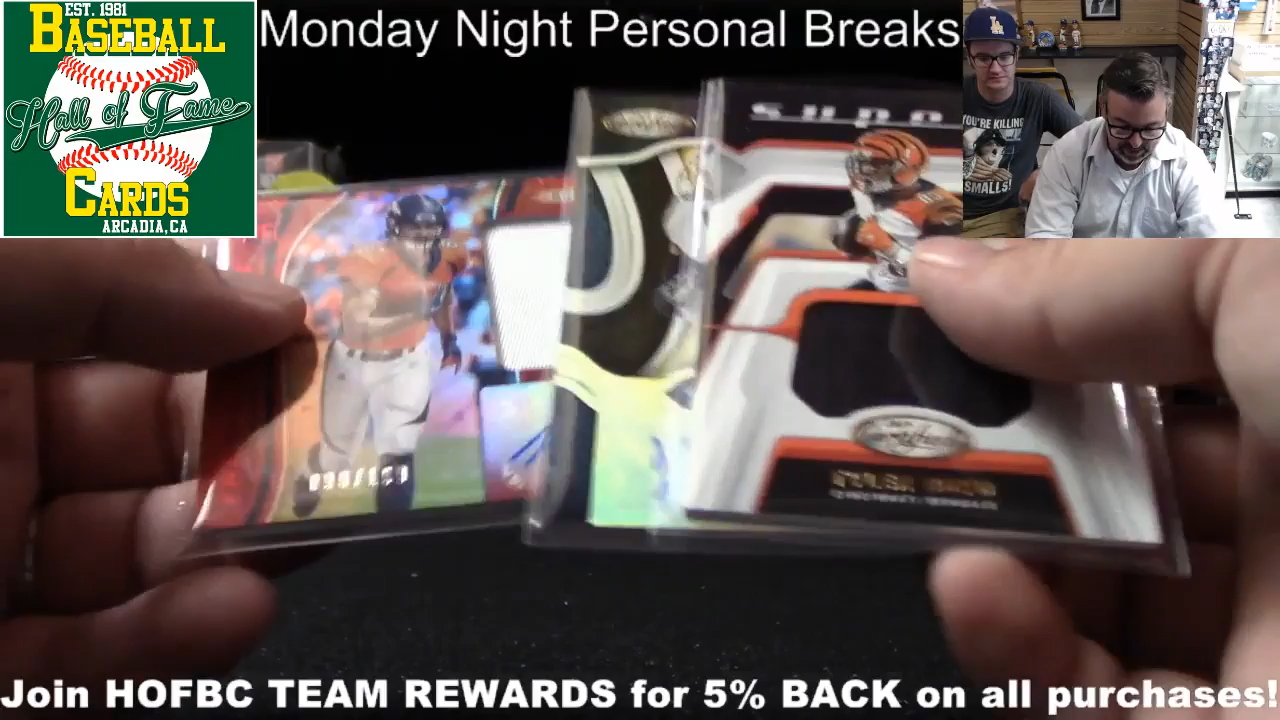 EST. 1981
BASEBALL
Hall of Fame
CARDS
ARCADIA, CA
Monday Night Personal Breaks
YOU'RE KILLING
SMALLS!
Join HOFBC TEAM REWARDS for 5% BACK on all purchases!